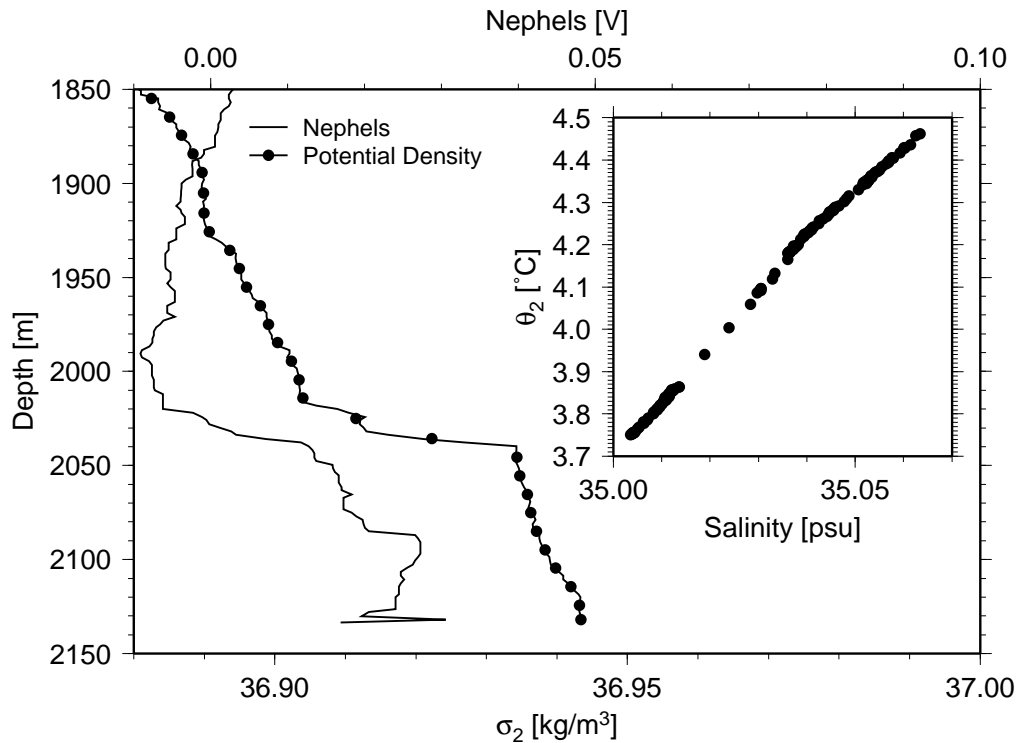 Nephels [V]
0.00 0.05 0.10
1850
1900
1950
2000
2050
2100
2150
Depth [m]
Nephels
Potential Density
4.5
4.4
4.3
4.2
4.1
4.0
3.9
3.8
3.7
θ₂ [°C]
35.00 35.05
Salinity [psu]
36.90 36.95 37.00
σ₂ [kg/m³]